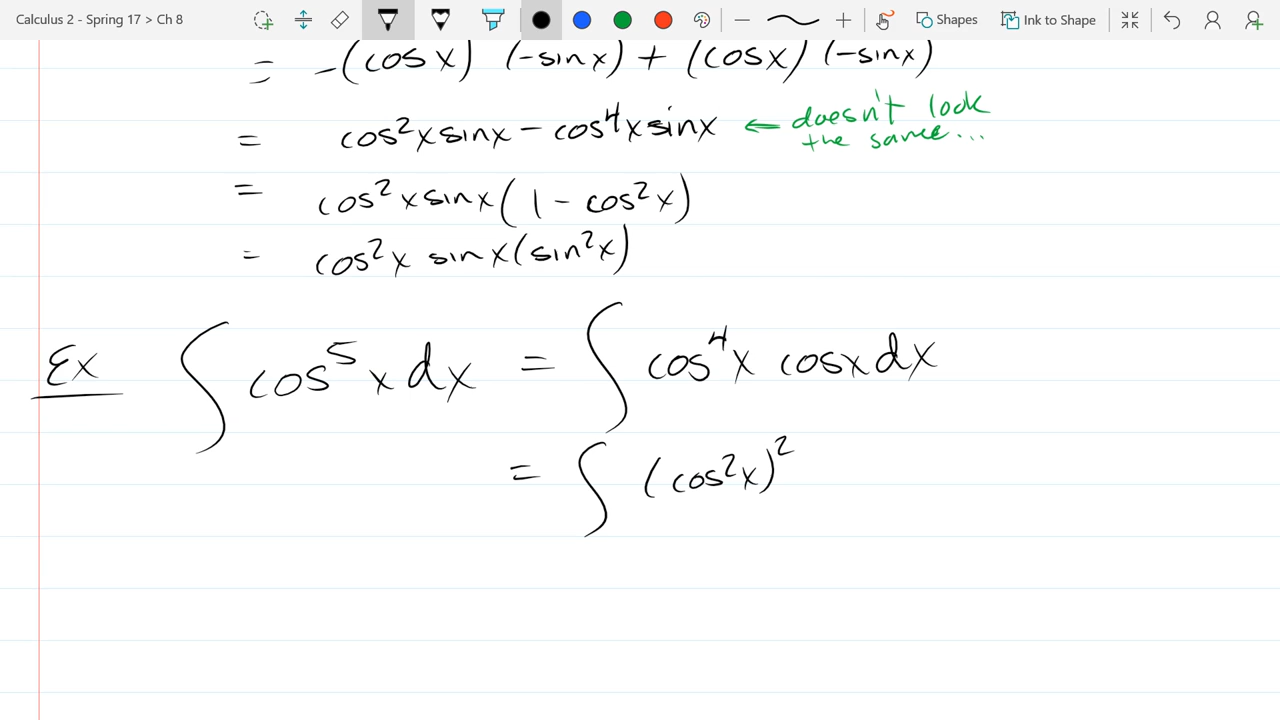 Calculus 2 - Spring 17 > Ch 8
Shapes
Ink to Shape
= -(cos x) (-sin x) + (cos x) (-sin x)
= cos²x sin x - cos⁴x sin x ← doesn't look
the same...
= cos²x sin x (1 - cos²x)
= cos²x sin x (sin²x)
Ex ∫ cos⁵x dx = ∫ cos⁴x cos x dx
= ∫ (cos²x)²